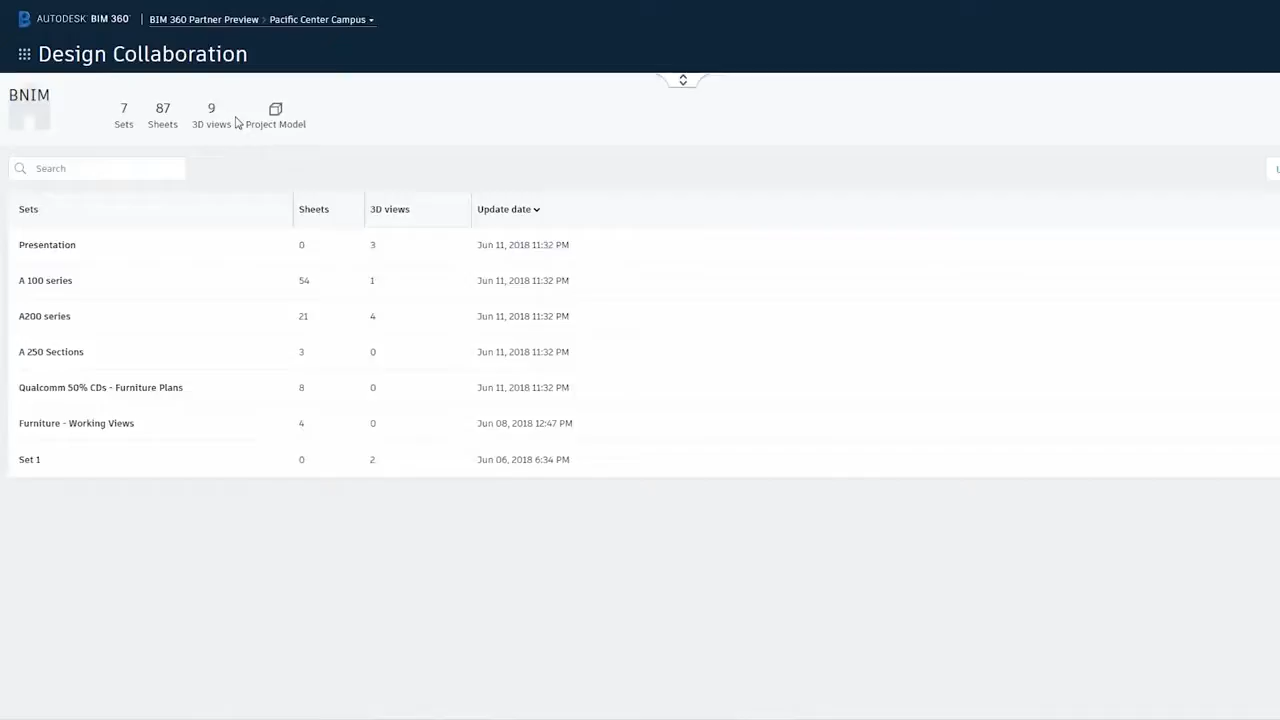 AUTODESK BIM 360 BIM 360 Partner Preview > Pacific Center Campus
Design Collaboration
BNIM
7 87 9
Sets Sheets 3D views Project Model
Search
Sets Sheets 3D views Update date
Presentation 0 3 Jun 11, 2018 11:32 PM
A 100 series 54 1 Jun 11, 2018 11:32 PM
A200 series 21 4 Jun 11, 2018 11:32 PM
A 250 Sections 3 0 Jun 11, 2018 11:32 PM
Qualcomm 50% CDs - Furniture Plans 8 0 Jun 11, 2018 11:32 PM
Furniture - Working Views 4 0 Jun 08, 2018 12:47 PM
Set 1 0 2 Jun 06, 2018 6:34 PM